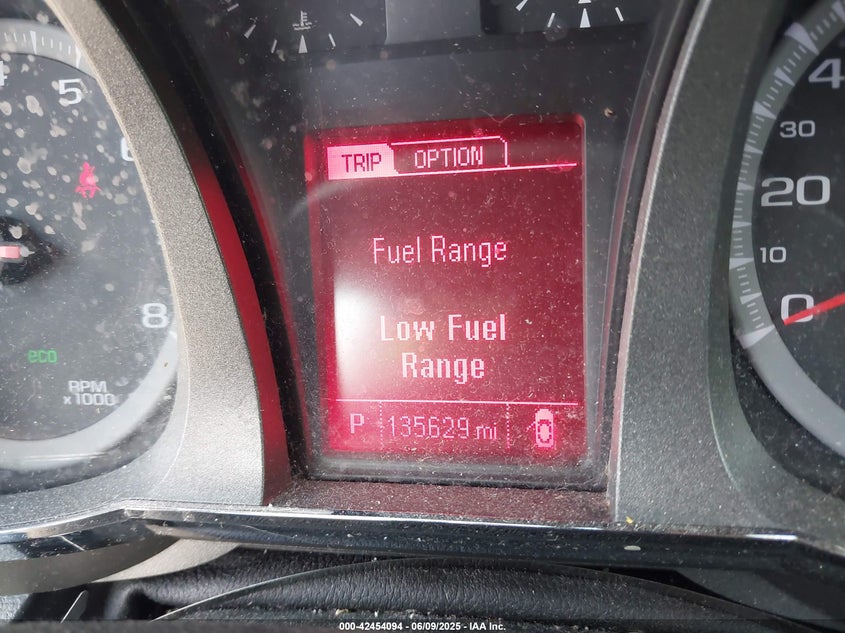 TRIP OPTION
Fuel Range
Low Fuel
Range
P 135629 mi
5
8
eco
RPM
x1000
30
20
10
0
000-42454094 - 06/09/2025 - IAA Inc.